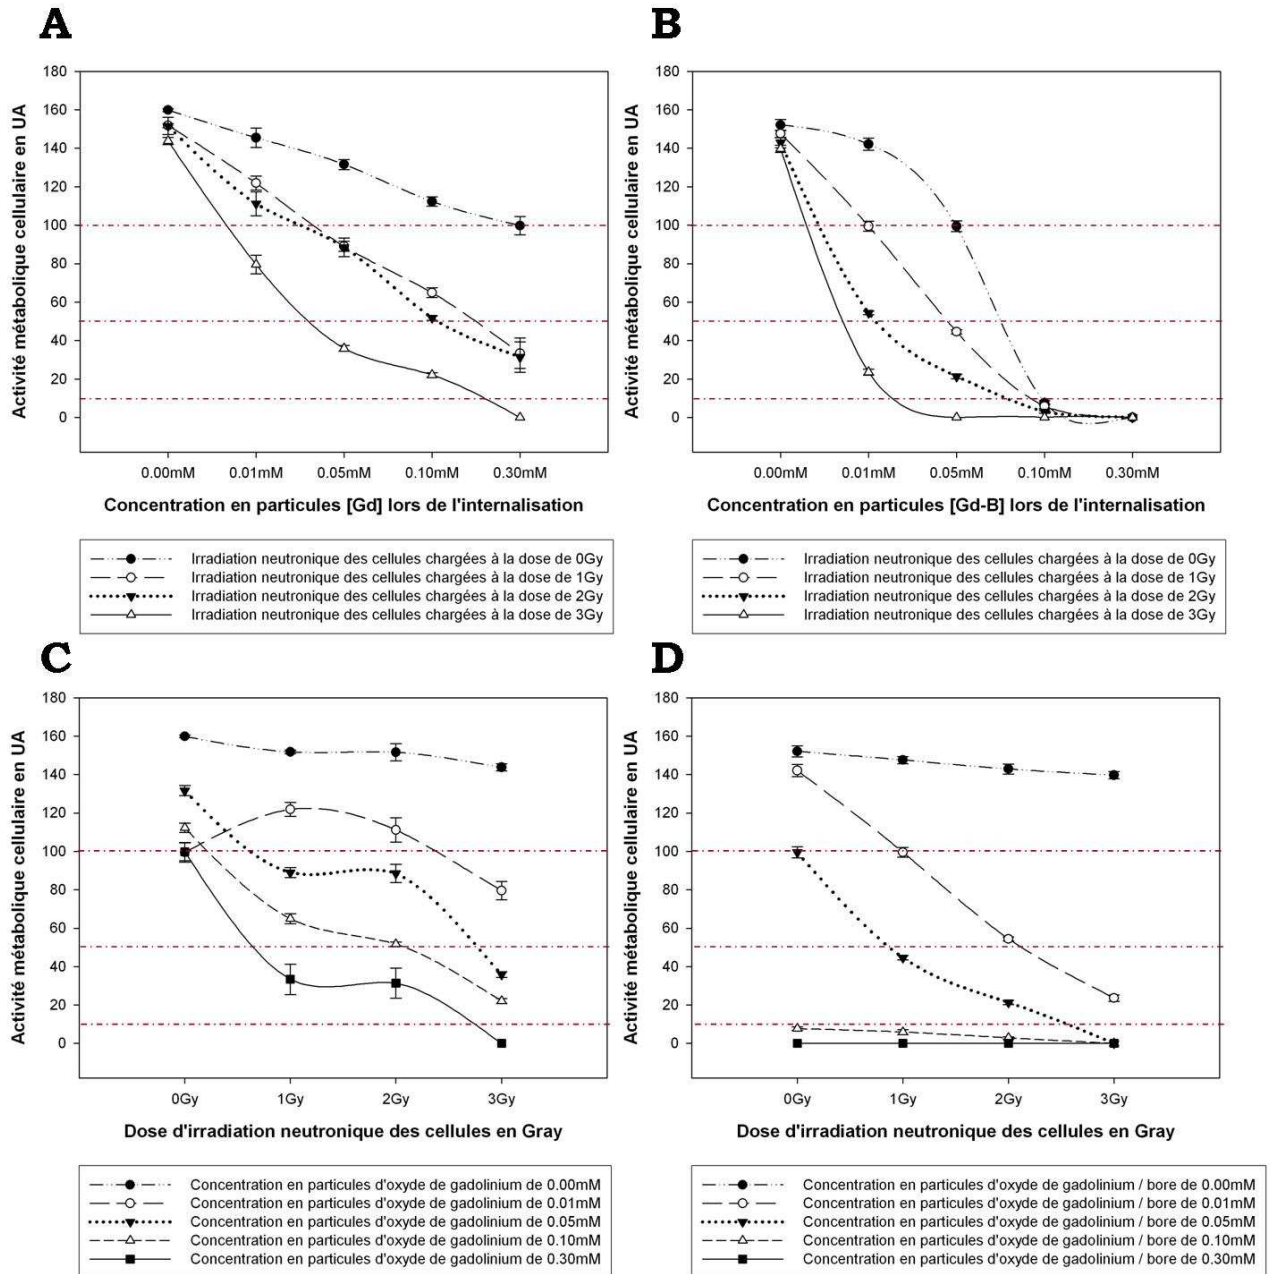 A
Activité métabolique cellulaire en UA
180
160
140
120
100
80
60
40
20
0
0.00mM 0.01mM 0.05mM 0.10mM 0.30mM
Concentration en particules [Gd] lors de l'internalisation
Irradiation neutronique des cellules chargées à la dose de 0Gy
Irradiation neutronique des cellules chargées à la dose de 1Gy
Irradiation neutronique des cellules chargées à la dose de 2Gy
Irradiation neutronique des cellules chargées à la dose de 3Gy
B
Activité métabolique cellulaire en UA
180
160
140
120
100
80
60
40
20
0
0.00mM 0.01mM 0.05mM 0.10mM 0.30mM
Concentration en particules [Gd-B] lors de l'internalisation
Irradiation neutronique des cellules chargées à la dose de 0Gy
Irradiation neutronique des cellules chargées à la dose de 1Gy
Irradiation neutronique des cellules chargées à la dose de 2Gy
Irradiation neutronique des cellules chargées à la dose de 3Gy
C
Activité métabolique cellulaire en UA
180
160
140
120
100
80
60
40
20
0
0Gy 1Gy 2Gy 3Gy
Dose d'irradiation neutronique des cellules en Gray
Concentration en particules d'oxyde de gadolinium de 0.00mM
Concentration en particules d'oxyde de gadolinium de 0.01mM
Concentration en particules d'oxyde de gadolinium de 0.05mM
Concentration en particules d'oxyde de gadolinium de 0.10mM
Concentration en particules d'oxyde de gadolinium de 0.30mM
D
Activité métabolique cellulaire en UA
180
160
140
120
100
80
60
40
20
0
0Gy 1Gy 2Gy 3Gy
Dose d'irradiation neutronique des cellules en Gray
Concentration en particules d'oxyde de gadolinium / bore de 0.00mM
Concentration en particules d'oxyde de gadolinium / bore de 0.01mM
Concentration en particules d'oxyde de gadolinium / bore de 0.05mM
Concentration en particules d'oxyde de gadolinium / bore de 0.10mM
Concentration en particules d'oxyde de gadolinium / bore de 0.30mM